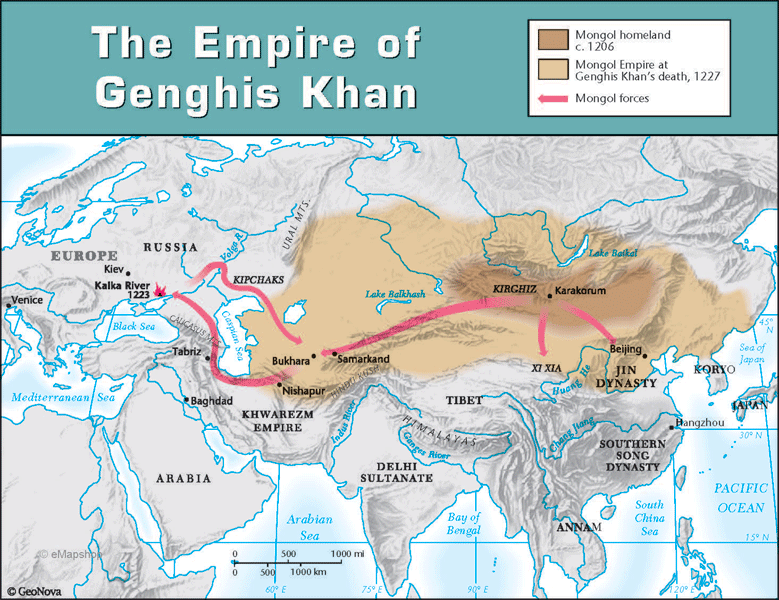 The Empire of
Genghis Khan
Mongol homeland
c. 1206
Mongol Empire at
Genghis Khan's death, 1227
Mongol forces
EUROPE
RUSSIA
Volga R.
URAL MTS.
Lake Baikal
Kiev
Kalka River
1223
KIPCHAKS
Venice
Lake Balkhash
KIRGHIZ
Karakorum
Black Sea
CAUCASUS MTS.
Caspian Sea
45°
N
Tabriz
Bukhara
Samarkand
HINDU KUSH
XI XIA
Huang He
Beijing
JIN
DYNASTY
KORYO
Sea of
Japan
Mediterranean Sea
Baghdad
Nishapur
KHWAREZM
EMPIRE
TIBET
JAPAN
Indus River
HIMALAYAS
Ganges River
Chang Jiang
Hangzhou
30°N
SOUTHERN
SONG
DYNASTY
ARABIA
DELHI
SULTANATE
PACIFIC
OCEAN
Arabian
Sea
Bay of
Bengal
ANNAM
South
China
Sea
15°N
© eMapshop
0 500 1000 mi
0 500 1000 km
60°E
75°E
90°E
120°E
© GeoNova